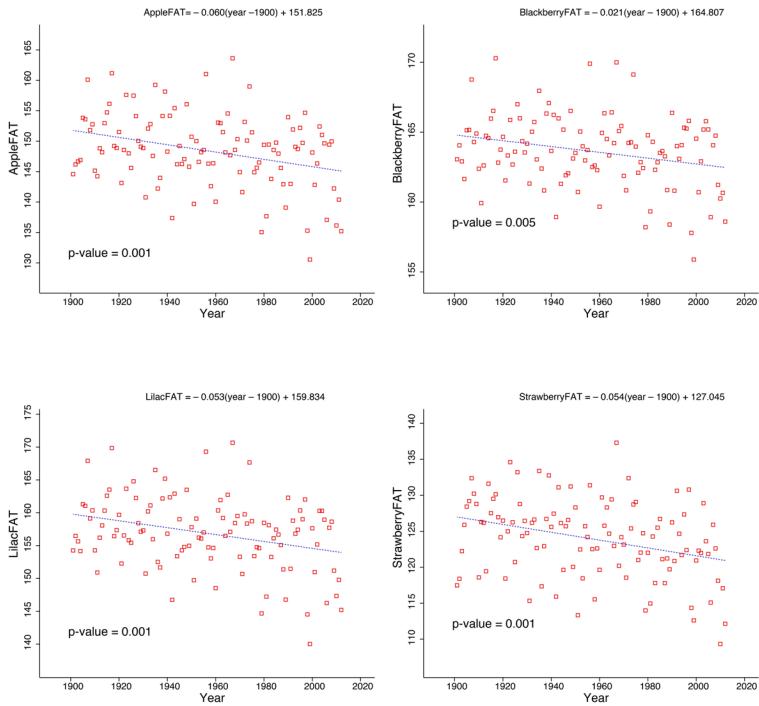 AppleFAT= – 0.060(year –1900) + 151.825
AppleFAT
165
160
155
150
145
140
135
130
p-value = 0.001
1900 1920 1940 1960 1980 2000 2020
Year
BlackberryFAT = – 0.021(year – 1900) + 164.807
BlackberryFAT
170
165
160
155
p-value = 0.005
1900 1920 1940 1960 1980 2000 2020
Year
LilacFAT = – 0.053(year – 1900) + 159.834
LilacFAT
175
170
165
160
155
150
145
140
p-value = 0.001
1900 1920 1940 1960 1980 2000 2020
Year
StrawberryFAT = – 0.054(year – 1900) + 127.045
StrawberryFAT
140
135
130
125
120
115
110
p-value = 0.001
1900 1920 1940 1960 1980 2000 2020
Year